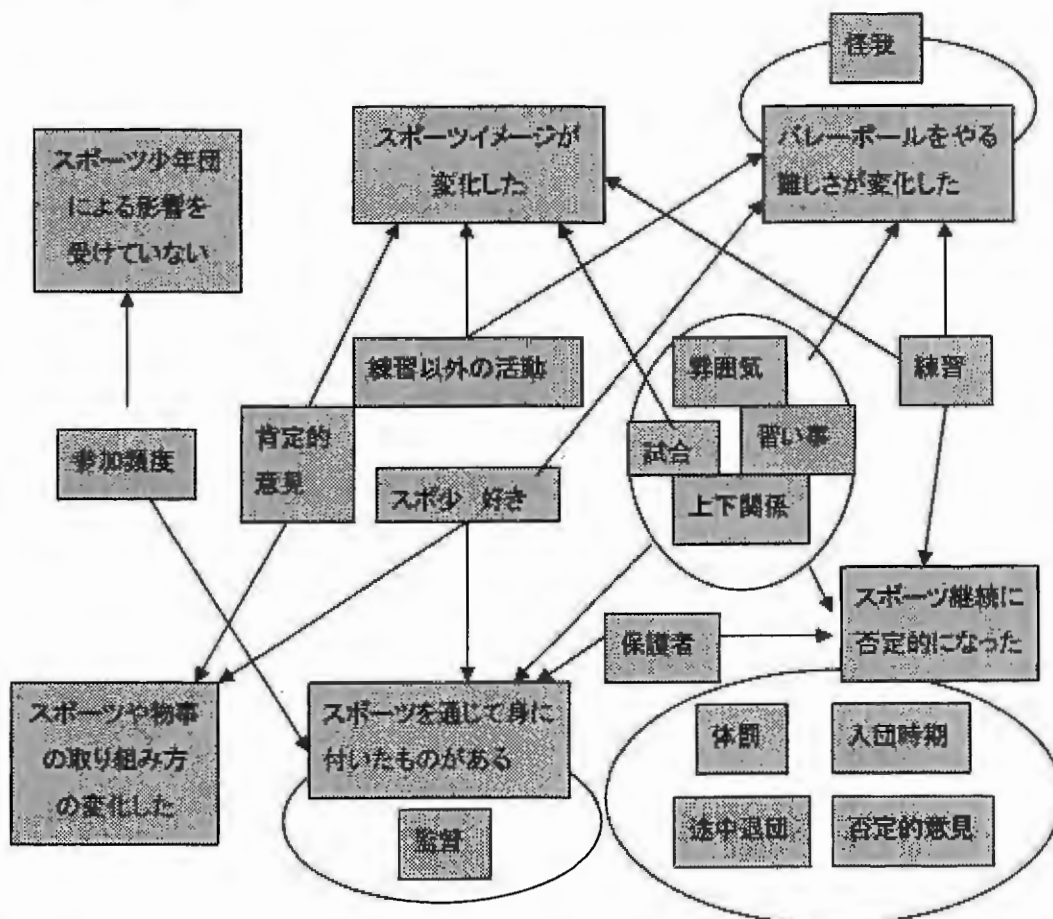 怪我
スポーツイメージが
変化した
バレーボールをやる
難しさが変化した
スポーツ少年団
による影響を
受けていない
練習以外の活動
雰囲気
練習
参加頻度
肯定的
意見
試合
習い事
スポ少 好き
上下関係
スポーツ継続に
否定的になった
保護者
スポーツや物事
の取り組み方
の変化した
スポーツを通じて身に
付いたものがある
体罰
入団時期
監督
途中退団
否定的意見